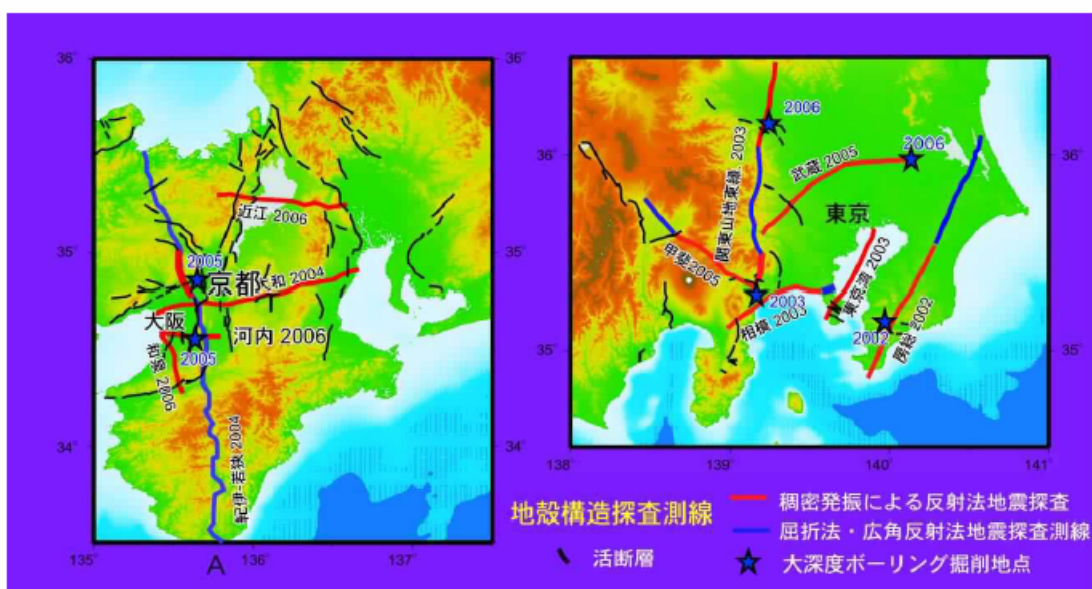 36°
35°
34°
135°
136°
137°
A
近江 2006
2005
京都
大和 2004
大阪
河内 2006
2005
和泉 2006
紀伊-若狭 2004
36°
35°
138°
139°
140°
141°
2006
2006
関東山地東縁. 2003
武蔵 2005
東京
甲斐2005
2003
相模 2003
東京湾 2003
2002
房総 2002
地殻構造探査測線
活断層
稠密発振による反射法地震探査
屈折法・広角反射法地震探査測線
大深度ボーリング掘削地点